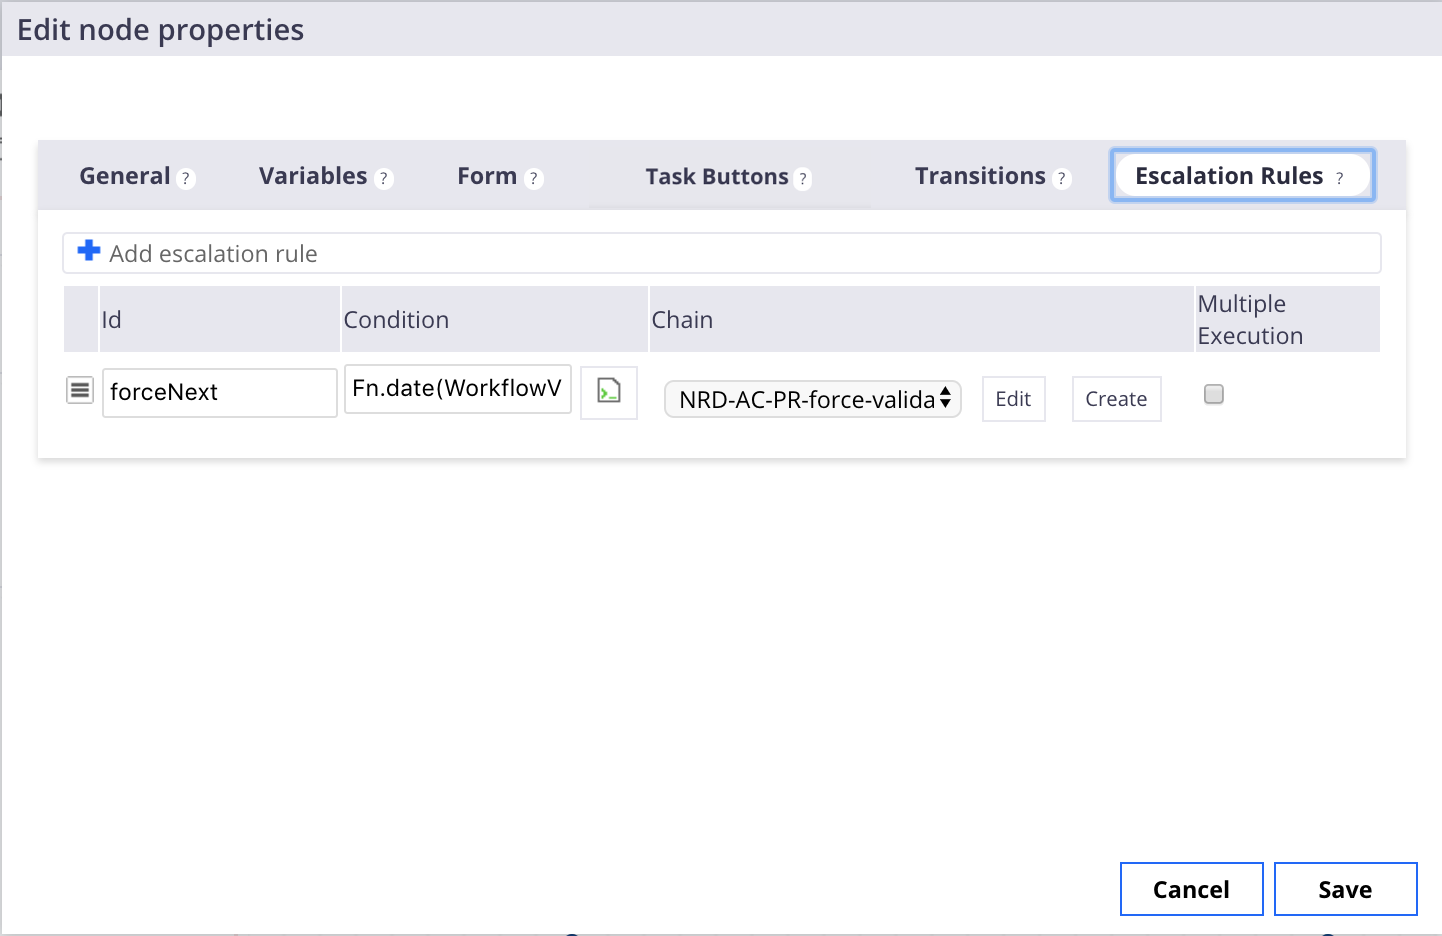 Edit node properties
General ?
Variables ?
Form ?
Task Buttons ?
Transitions ?
Escalation Rules ?
Add escalation rule
Id
Condition
Chain
Multiple
Execution
forceNext
Fn.date(WorkflowV
NRD-AC-PR-force-valida
Edit
Create
Cancel
Save